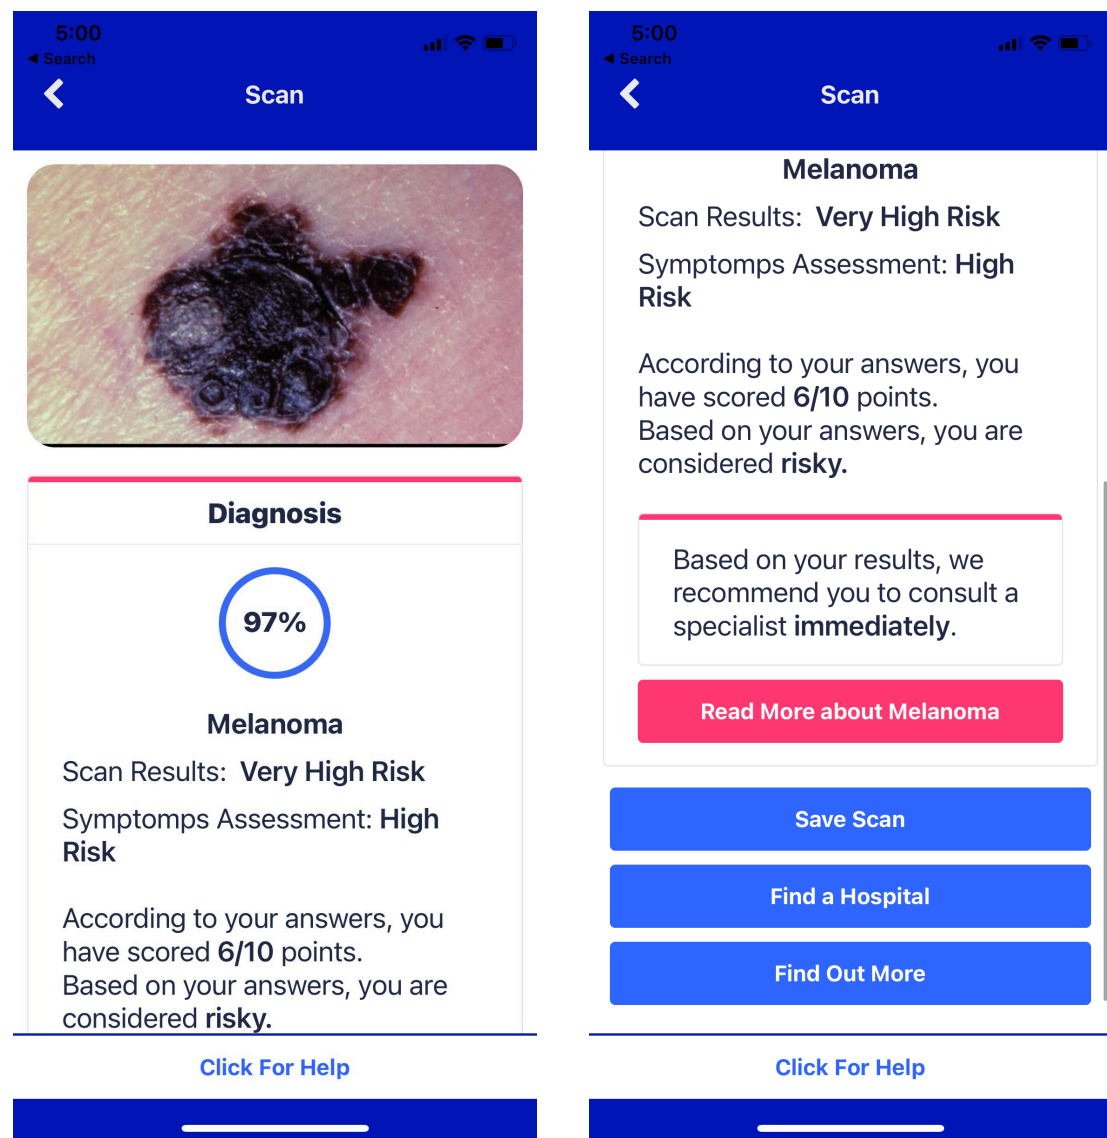 5:00
◀ Search
Scan
Diagnosis
97%
Melanoma
Scan Results: Very High Risk
Symptomps Assessment: High
Risk
According to your answers, you
have scored 6/10 points.
Based on your answers, you are
considered risky.
Click For Help
5:00
◀ Search
Scan
Melanoma
Scan Results: Very High Risk
Symptomps Assessment: High
Risk
According to your answers, you
have scored 6/10 points.
Based on your answers, you are
considered risky.
Based on your results, we
recommend you to consult a
specialist immediately.
Read More about Melanoma
Save Scan
Find a Hospital
Find Out More
Click For Help